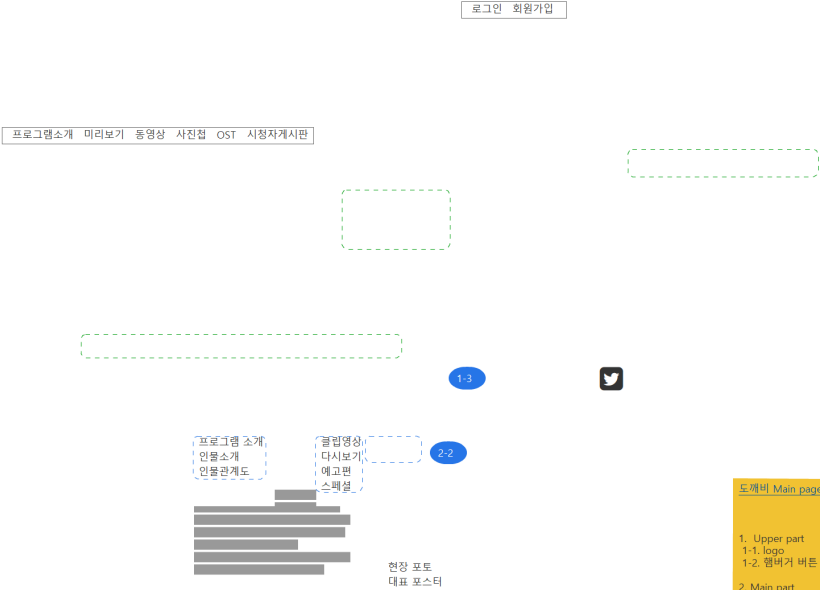 로그인 회원가입
프로그램소개 미리보기 동영상 사진첩 OST 시청자게시판
1-3
프로그램 소개
인물소개
인물관계도
클립영상
다시보기
예고편
스페셜
2-2
현장 포토
대표 포스터
도깨비 Main page
1. Upper part
1-1. logo
1-2. 햄버거 버튼
2. Main part